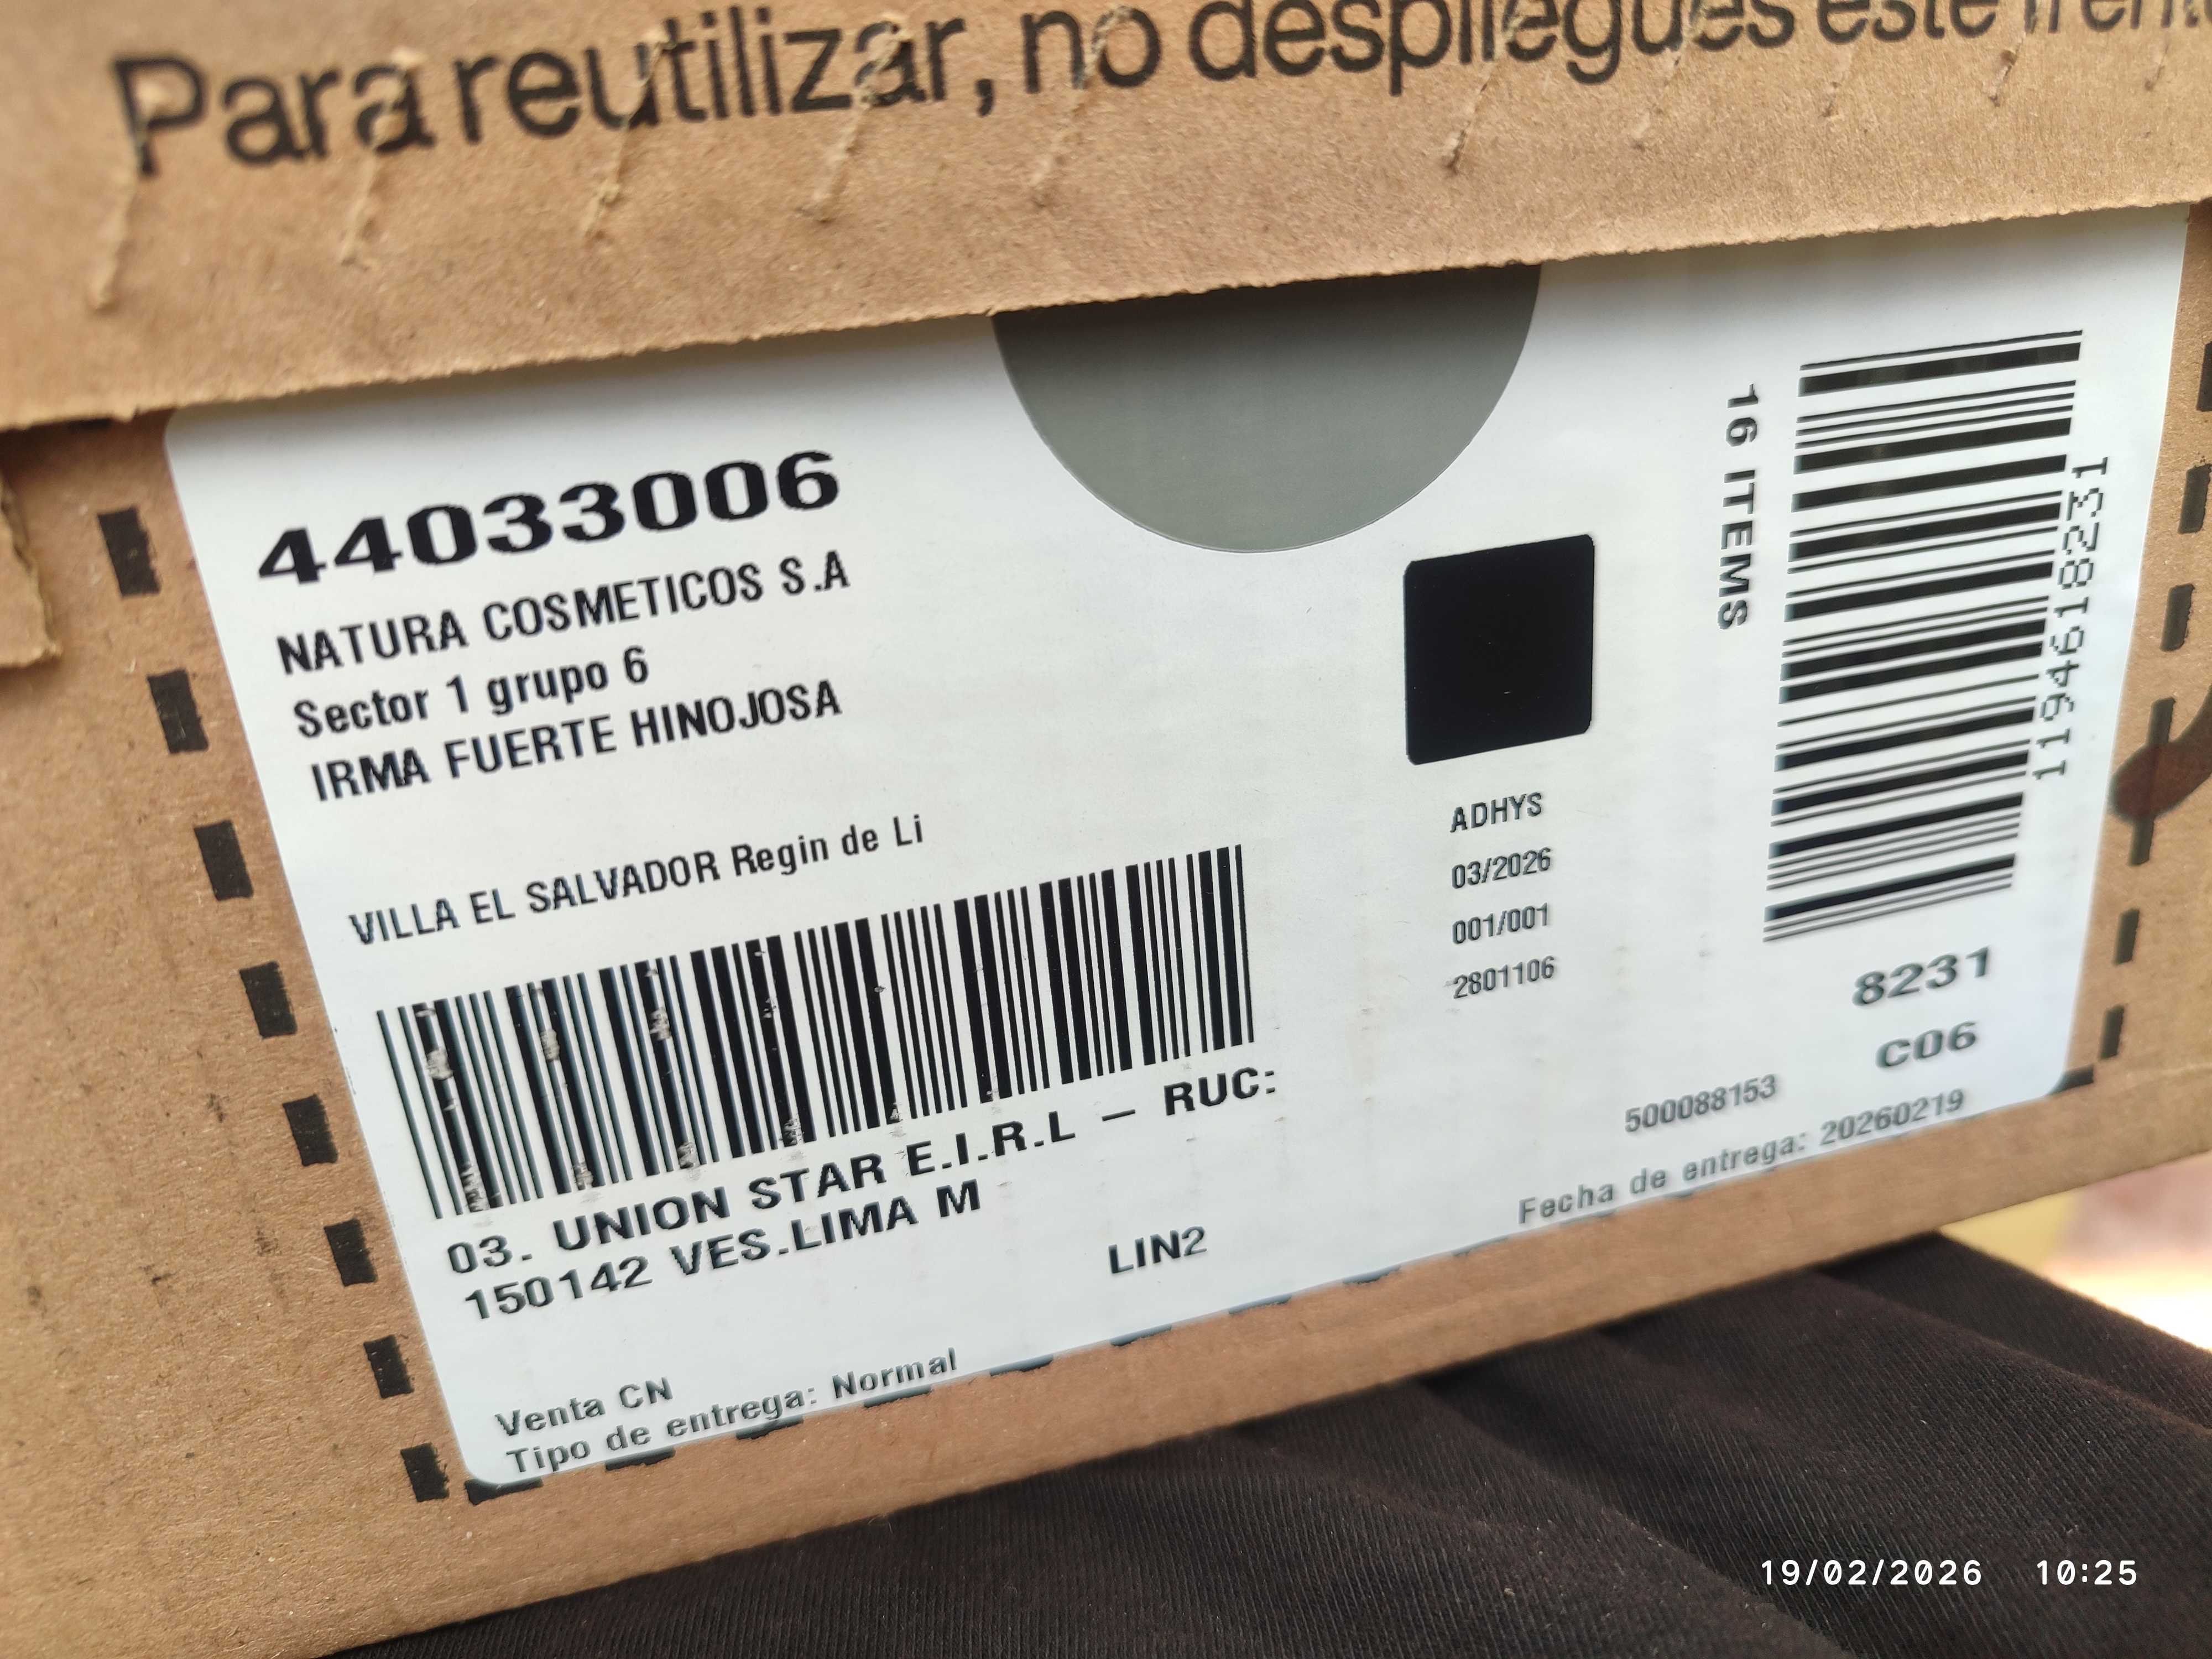 Para reutilizar, no despliegues este frent
44033006
NATURA COSMETICOS S.A
Sector 1 grupo 6
IRMA FUERTE HINOJOSA
VILLA EL SALVADOR Regin de Li
03. UNION STAR E.I.R.L – RUC:
150142 VES.LIMA M
LIN2
Venta CN
Tipo de entrega: Normal
ADHYS
03/2026
001/001
2801106
16 ITEMS
1194618231
8231
C06
500088153
Fecha de entrega: 20260219
19/02/2026 10:25